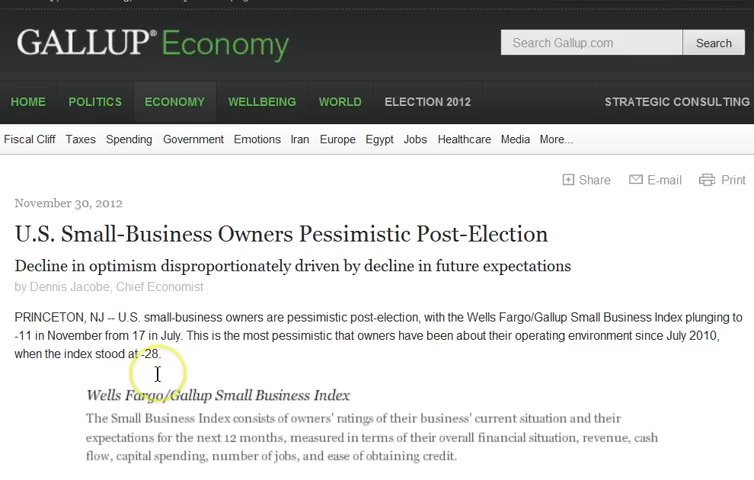 GALLUP® Economy
Search Gallup.com Search
HOME POLITICS ECONOMY WELLBEING WORLD ELECTION 2012 STRATEGIC CONSULTING
Fiscal Cliff Taxes Spending Government Emotions Iran Europe Egypt Jobs Healthcare Media More...
Share E-mail Print
November 30, 2012
U.S. Small-Business Owners Pessimistic Post-Election
Decline in optimism disproportionately driven by decline in future expectations
by Dennis Jacobe, Chief Economist
PRINCETON, NJ -- U.S. small-business owners are pessimistic post-election, with the Wells Fargo/Gallup Small Business Index plunging to
-11 in November from 17 in July. This is the most pessimistic that owners have been about their operating environment since July 2010,
when the index stood at -28.
Wells Fargo/Gallup Small Business Index
The Small Business Index consists of owners' ratings of their business' current situation and their
expectations for the next 12 months, measured in terms of their overall financial situation, revenue, cash
flow, capital spending, number of jobs, and ease of obtaining credit.